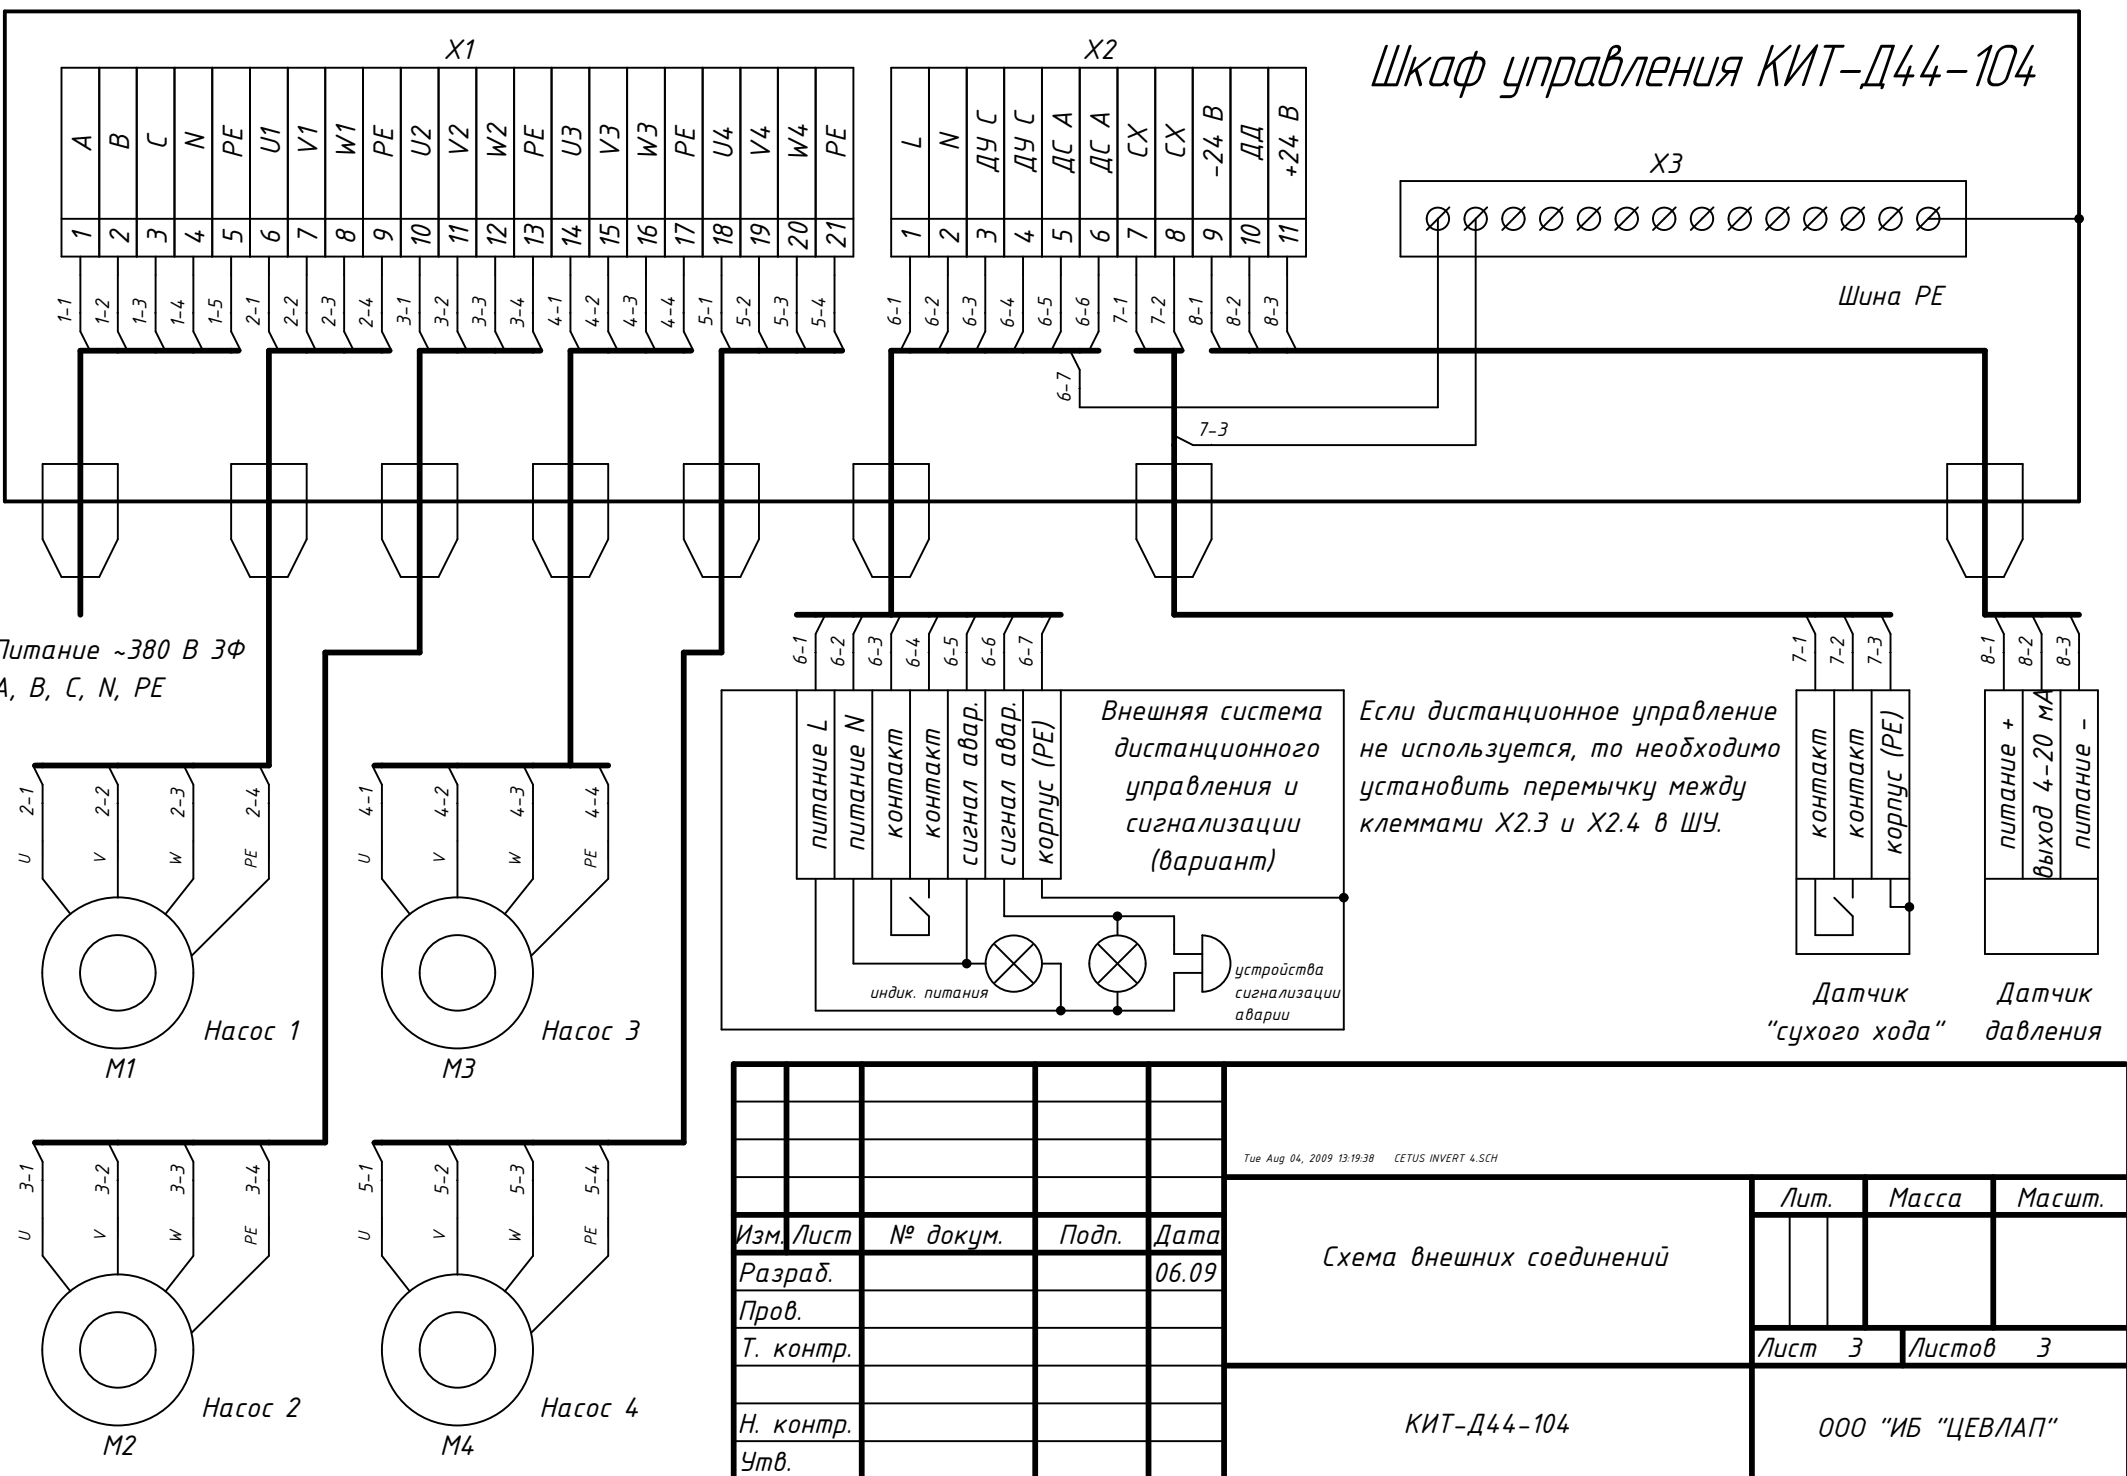 Шкаф управления КИТ-Д44-104
X1
A B C N PE U1 V1 W1 PE U2 V2 W2 PE U3 V3 W3 PE U4 V4 W4 PE
1 2 3 4 5 6 7 8 9 10 11 12 13 14 15 16 17 18 19 20 21
1-1 1-2 1-3 1-4 1-5 2-1 2-2 2-3 2-4 3-1 3-2 3-3 3-4 4-1 4-2 4-3 4-4 5-1 5-2 5-3 5-4
X2
L N ДУ С ДУ С ДС А ДС А СХ СХ -24 В ДД +24 В
1 2 3 4 5 6 7 8 9 10 11
6-1 6-2 6-3 6-4 6-5 6-6 7-1 7-2 8-1 8-2 8-3
6-7
7-3
X3
Шина PE
Питание ~380 В 3Ф
A, B, C, N, PE
2-1 2-2 2-3 2-4
U V W PE
Насос 1
M1
4-1 4-2 4-3 4-4
U V W PE
Насос 3
M3
3-1 3-2 3-3 3-4
U V W PE
Насос 2
M2
5-1 5-2 5-3 5-4
U V W PE
Насос 4
M4
6-1 6-2 6-3 6-4 6-5 6-6 6-7
питание L
питание N
контакт
контакт
сигнал авар.
сигнал авар.
корпус (PE)
Внешняя система
дистанционного
управления и
сигнализации
(вариант)
индик. питания
устройства
сигнализации
аварии
Если дистанционное управление
не используется, то необходимо
установить перемычку между
клеммами X2.3 и X2.4 в ШУ.
7-1 7-2 7-3
контакт
контакт
корпус (PE)
Датчик
"сухого хода"
8-1 8-2 8-3
питание +
выход 4-20 мА
питание -
Датчик
давления
Tue Aug 04, 2009 13:19:38 CETUS INVERT 4.SCH
Изм. Лист № докум. Подп. Дата
Разраб. 06.09
Пров.
Т. контр.
Н. контр.
Утв.
Схема внешних соединений
КИТ-Д44-104
Лит. Масса Масшт.
Лист 3 Листов 3
ООО "ИБ "ЦЕВЛАП"